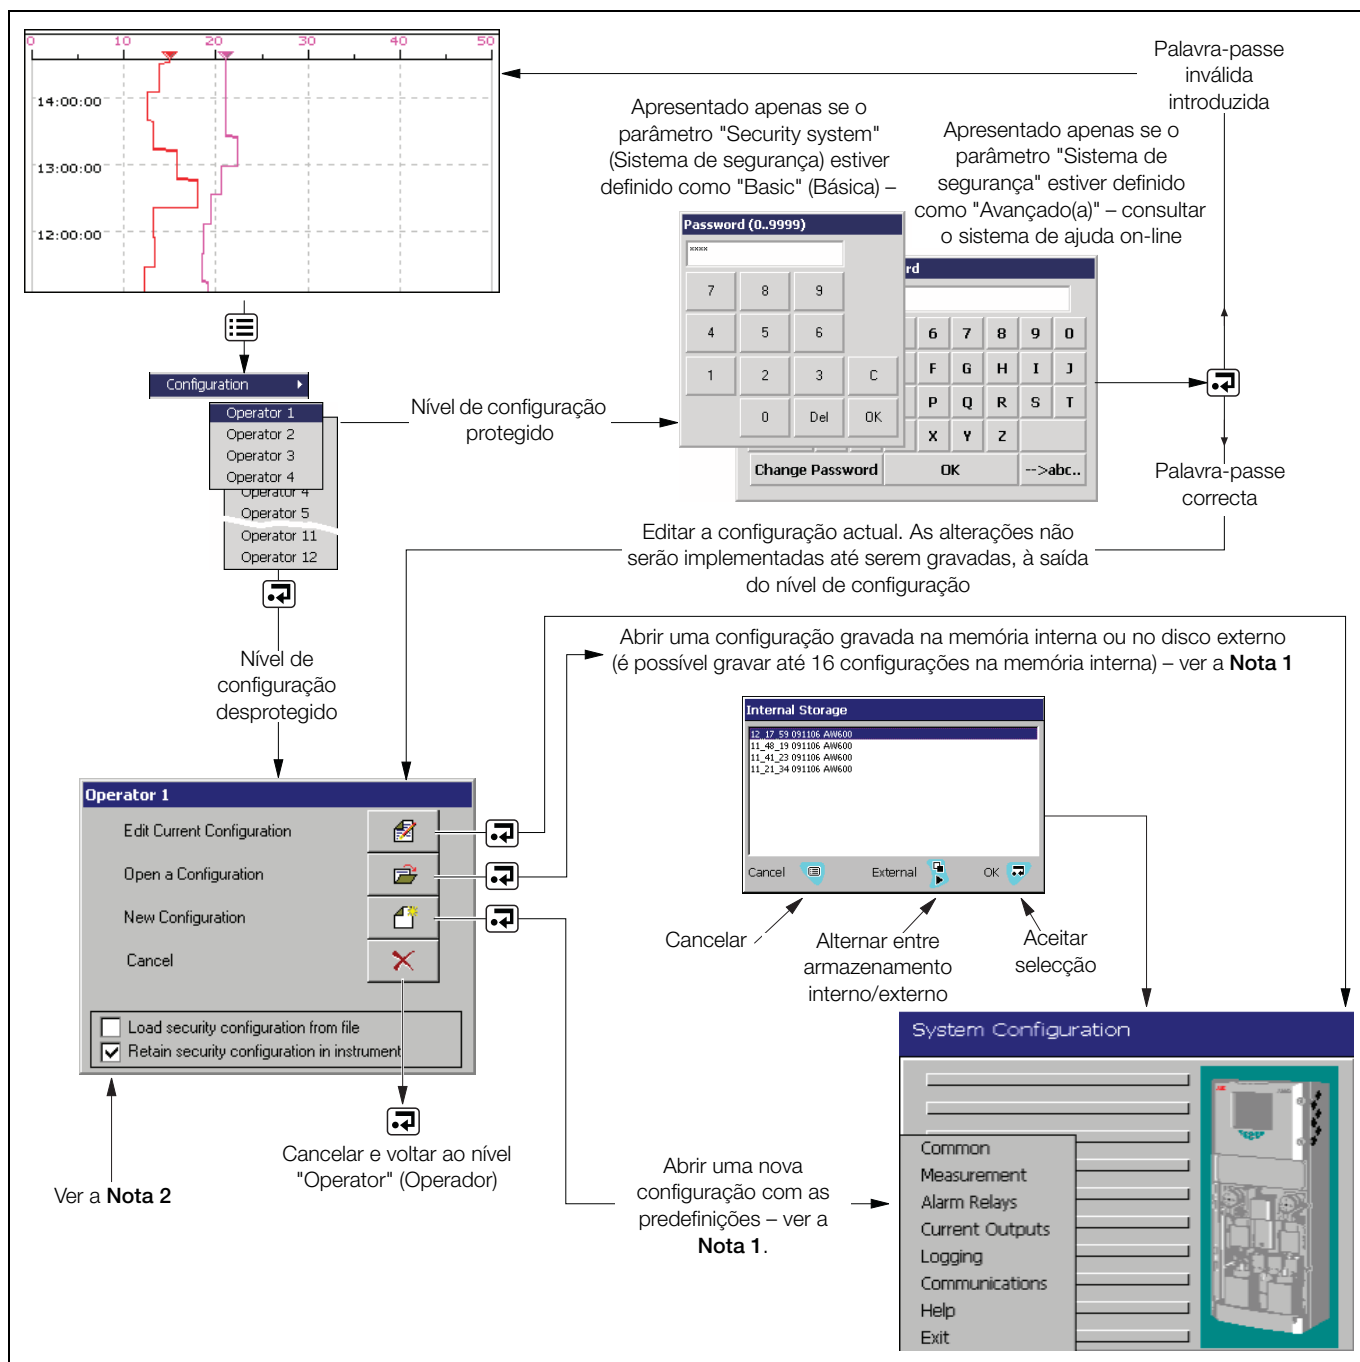 0 10 20 30 40 50
14:00:00
13:00:00
12:00:00
Palavra-passe
inválida
introduzida
Apresentado apenas se o
parâmetro "Security system"
(Sistema de segurança) estiver
definido como "Basic" (Básica) –
Apresentado apenas se o
parâmetro "Sistema de
segurança" estiver definido
como "Avançado(a)" – consultar
o sistema de ajuda on-line
Password (0..9999)
xxxx
7 8 9
4 5 6
1 2 3 C
0 Del OK
rd
6 7 8 9 0
F G H I J
P Q R S T
X Y Z
Change Password OK -->abc..
Configuration
Operator 1
Operator 2
Operator 3
Operator 4
Operator 4
Operator 5
Operator 11
Operator 12
Nível de configuração
protegido
Palavra-passe
correcta
Editar a configuração actual. As alterações não
serão implementadas até serem gravadas, à saída
do nível de configuração
Nível de
configuração
desprotegido
Abrir uma configuração gravada na memória interna ou no disco externo
(é possível gravar até 16 configurações na memória interna) – ver a Nota 1
Internal Storage
12_17_59 091106 AW600
11_48_19 091106 AW600
11_41_23 091106 AW600
11_21_34 091106 AW600
Cancel External OK
Cancelar
Alternar entre
armazenamento
interno/externo
Aceitar
selecção
Operator 1
Edit Current Configuration
Open a Configuration
New Configuration
Cancel
Load security configuration from file
Retain security configuration in instrument
Ver a Nota 2
Cancelar e voltar ao nível
"Operator" (Operador)
Abrir uma nova
configuração com as
predefinições – ver a
Nota 1.
System Configuration
Common
Measurement
Alarm Relays
Current Outputs
Logging
Communications
Help
Exit
ABB